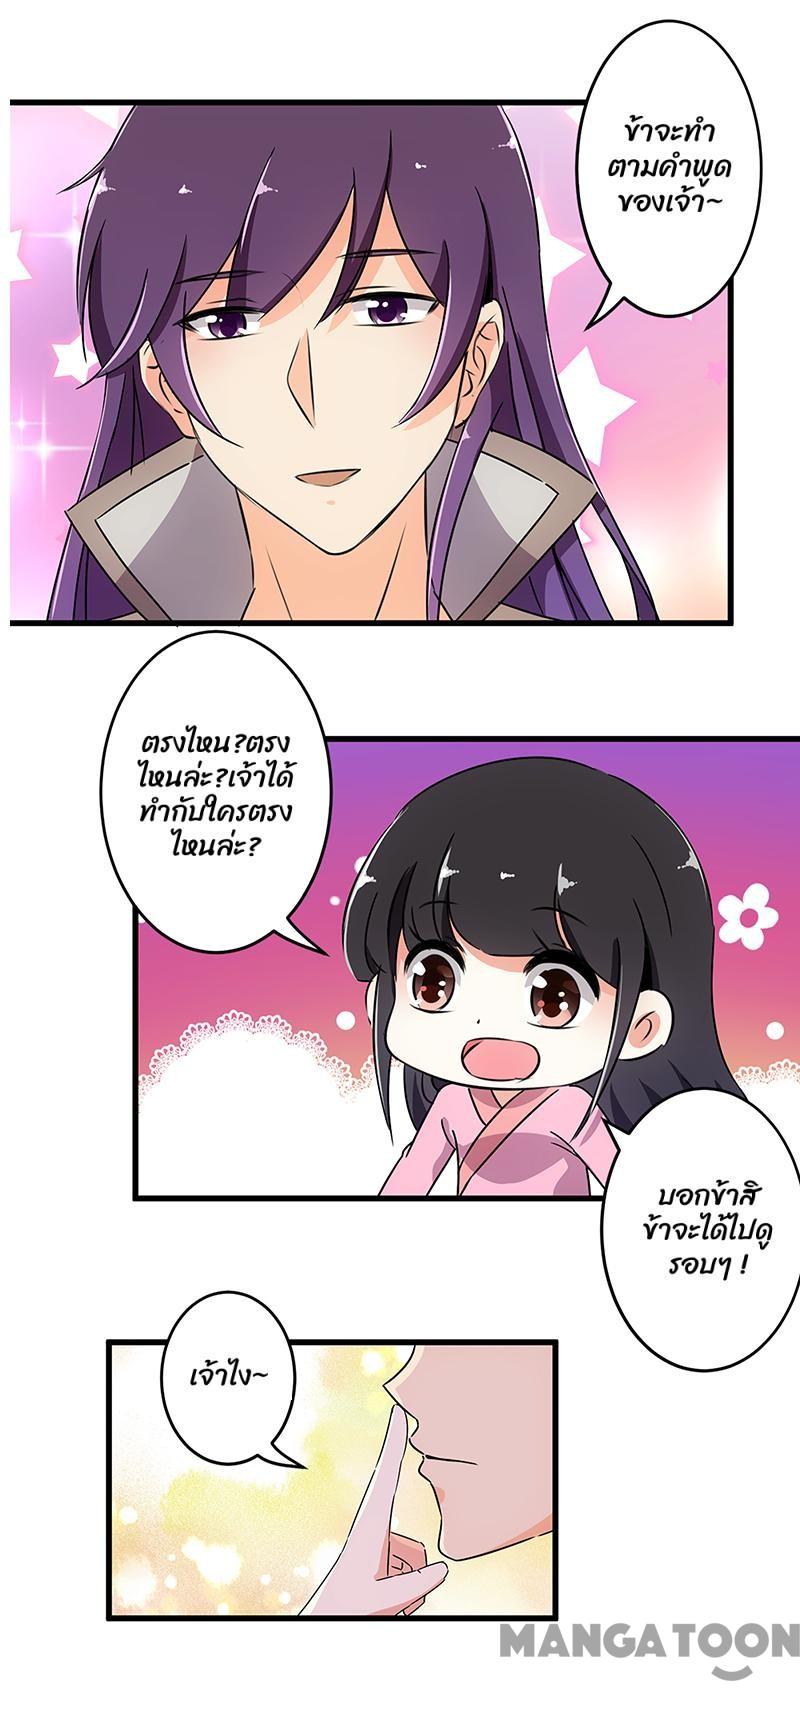 ข้าจะทำ
ตามคำพูด
ของเจ้า~
ตรงไหน?ตรง
ไหนล่ะ?เจ้าได้
ทำกับใครตรง
ไหนล่ะ?
บอกข้าสิ
ข้าจะได้ไปดู
รอบๆ !
เจ้าไง~
MANGATOON